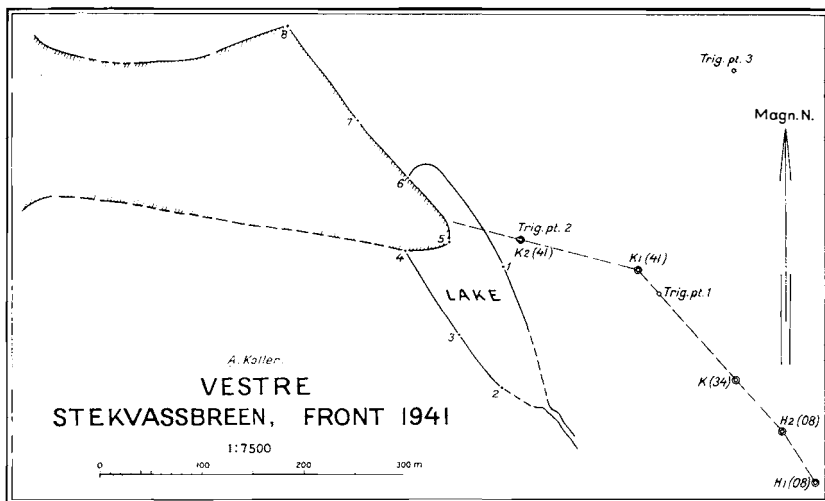 8
Trig. pt. 3
Magn. N.
7
6
Trig. pt. 2
5
K2 (41)
4
1
K1 (41)
LAKE
Trig. pt. 1
3
A. Koller.
K (34)
VESTRE
2
STEKVASSBREEN, FRONT 1941
H2 (08)
1:7500
0 100 200 300 m
H1 (08)